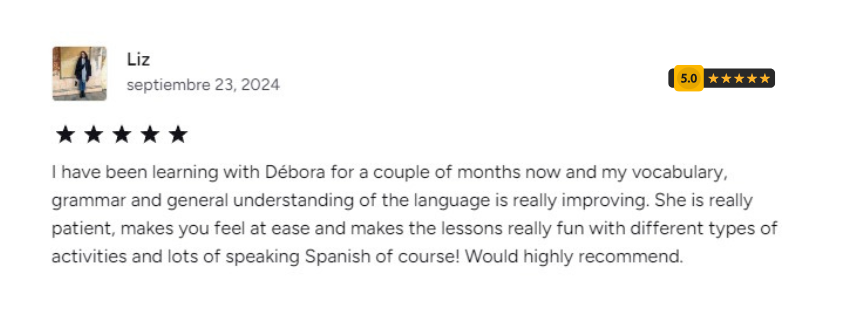 Liz
septiembre 23, 2024
5.0
I have been learning with Débora for a couple of months now and my vocabulary,
grammar and general understanding of the language is really improving. She is really
patient, makes you feel at ease and makes the lessons really fun with different types of
activities and lots of speaking Spanish of course! Would highly recommend.